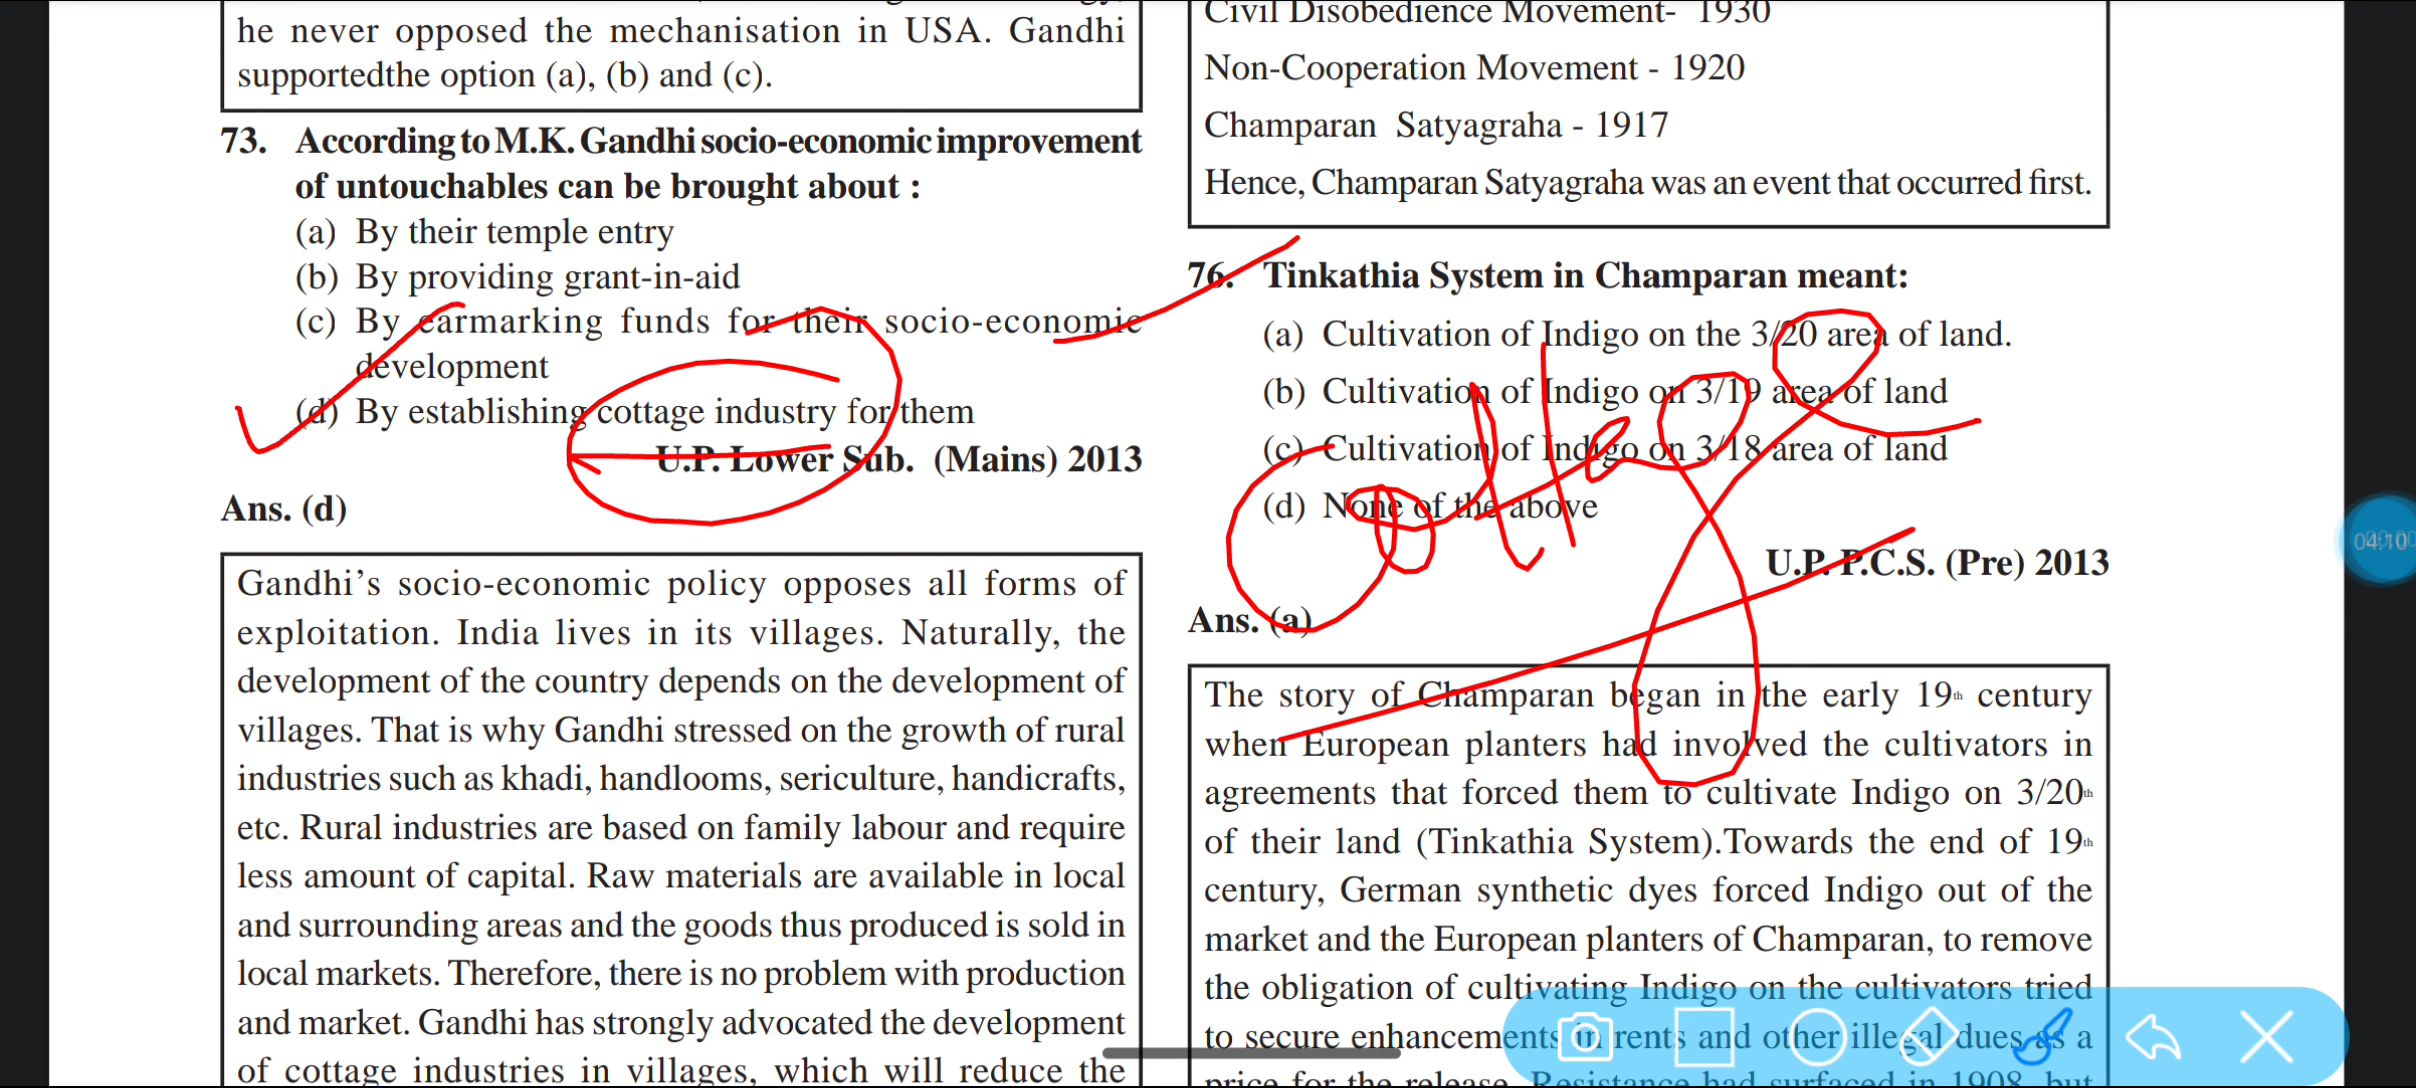 he never opposed the mechanisation in USA. Gandhi
supportedthe option (a), (b) and (c).
73. According to M.K. Gandhi socio-economic improvement
of untouchables can be brought about :
(a) By their temple entry
(b) By providing grant-in-aid
(c) By earmarking funds for their socio-economic
development
(d) By establishing cottage industry for them
U.P. Lower Sub. (Mains) 2013
Ans. (d)
Gandhi’s socio-economic policy opposes all forms of
exploitation. India lives in its villages. Naturally, the
development of the country depends on the development of
villages. That is why Gandhi stressed on the growth of rural
industries such as khadi, handlooms, sericulture, handicrafts,
etc. Rural industries are based on family labour and require
less amount of capital. Raw materials are available in local
and surrounding areas and the goods thus produced is sold in
local markets. Therefore, there is no problem with production
and market. Gandhi has strongly advocated the development
of cottage industries in villages, which will reduce the
Civil Disobedience Movement- 1930
Non-Cooperation Movement - 1920
Champaran Satyagraha - 1917
Hence, Champaran Satyagraha was an event that occurred first.
76. Tinkathia System in Champaran meant:
(a) Cultivation of Indigo on the 3/20 area of land.
(b) Cultivation of Indigo on 3/19 area of land
(c) Cultivation of Indigo on 3/18 area of land
(d) None of the above
U.P. P.C.S. (Pre) 2013
Ans. (a)
The story of Champaran began in the early 19th century
when European planters had involved the cultivators in
agreements that forced them to cultivate Indigo on 3/20th
of their land (Tinkathia System).Towards the end of 19th
century, German synthetic dyes forced Indigo out of the
market and the European planters of Champaran, to remove
the obligation of cultivating Indigo on the cultivators tried
to secure enhancements in rents and other illegal dues as a
price for the release. Resistance had surfaced in 1908, but
Cottage